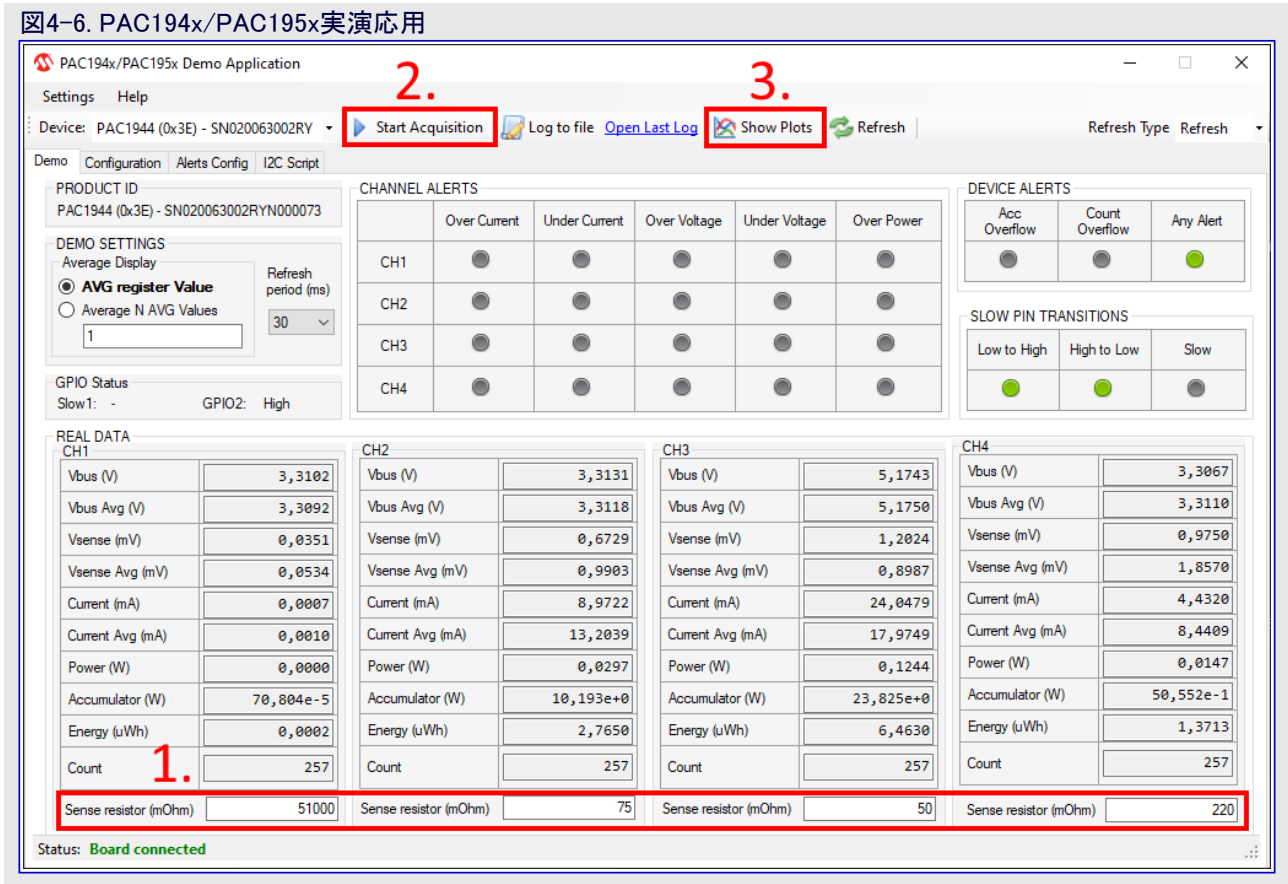 図4-6. PAC194x/PAC195x実演応用
PAC194x/PAC195x Demo Application
2.
3.
Settings Help
Device: PAC1944 (0x3E) - SN020063002RY Start Acquisition Log to file Open Last Log Show Plots Refresh Refresh Type Refresh
Demo Configuration Alerts Config I2C Script
PRODUCT ID
PAC1944 (0x3E) - SN020063002RYN000073
DEMO SETTINGS
Average Display
AVG register Value
Average N AVG Values
1
Refresh
period (ms)
30
GPIO Status
Slow1: - GPIO2: High
CHANNEL ALERTS
Over Current Under Current Over Voltage Under Voltage Over Power
CH1
CH2
CH3
CH4
DEVICE ALERTS
Acc Overflow Count Overflow Any Alert
SLOW PIN TRANSITIONS
Low to High High to Low Slow
REAL DATA
CH1
Vbus (V) 3,3102
Vbus Avg (V) 3,3092
Vsense (mV) 0,0351
Vsense Avg (mV) 0,0534
Current (mA) 0,0007
Current Avg (mA) 0,0010
Power (W) 0,0000
Accumulator (W) 70,804e-5
Energy (uWh) 0,0002
Count 257
1.
Sense resistor (mOhm) 51000
CH2
Vbus (V) 3,3131
Vbus Avg (V) 3,3118
Vsense (mV) 0,6729
Vsense Avg (mV) 0,9903
Current (mA) 8,9722
Current Avg (mA) 13,2039
Power (W) 0,0297
Accumulator (W) 10,193e+0
Energy (uWh) 2,7650
Count 257
Sense resistor (mOhm) 75
CH3
Vbus (V) 5,1743
Vbus Avg (V) 5,1750
Vsense (mV) 1,2024
Vsense Avg (mV) 0,8987
Current (mA) 24,0479
Current Avg (mA) 17,9749
Power (W) 0,1244
Accumulator (W) 23,825e+0
Energy (uWh) 6,4630
Count 257
Sense resistor (mOhm) 50
CH4
Vbus (V) 3,3067
Vbus Avg (V) 3,3110
Vsense (mV) 0,9750
Vsense Avg (mV) 1,8570
Current (mA) 4,4320
Current Avg (mA) 8,4409
Power (W) 0,0147
Accumulator (W) 50,552e-1
Energy (uWh) 1,3713
Count 257
Sense resistor (mOhm) 220
Status: Board connected